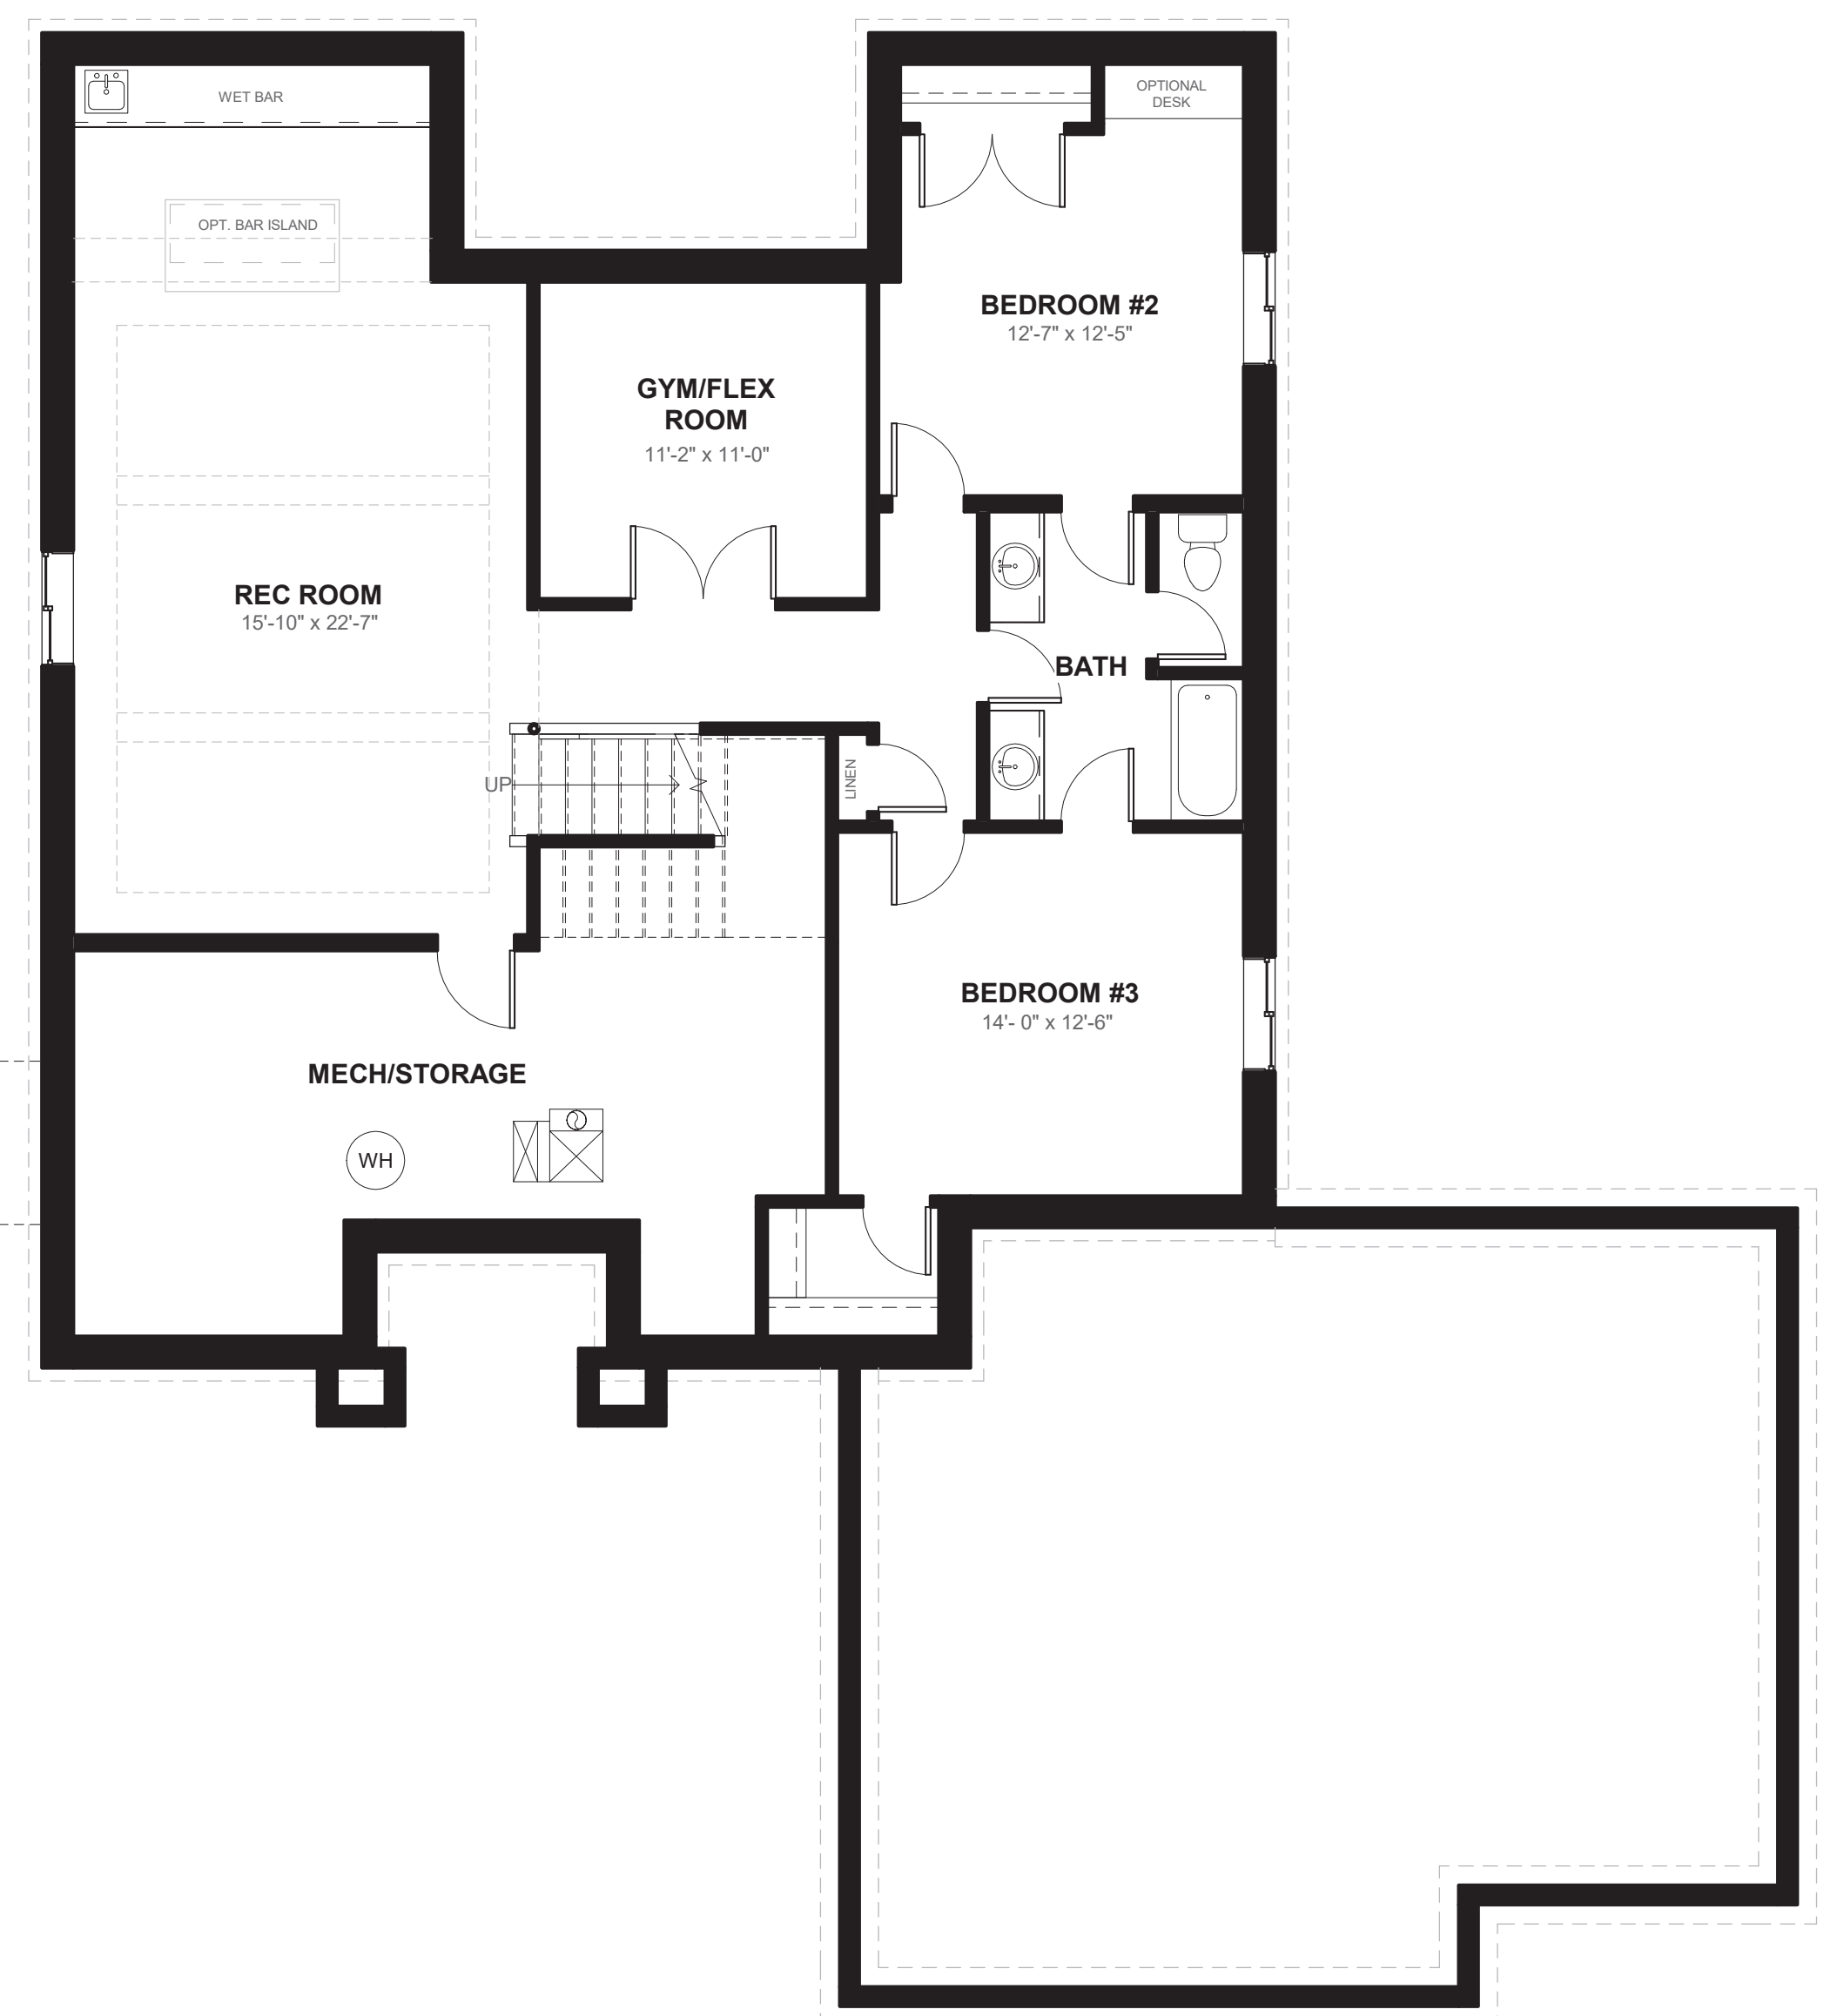 WET BAR
OPTIONAL
DESK
OPT. BAR ISLAND
BEDROOM #2
12'-7" x 12'-5"
GYM/FLEX
ROOM
11'-2" x 11'-0"
REC ROOM
15'-10" x 22'-7"
BATH
UP
LINEN
BEDROOM #3
14'- 0" x 12'-6"
MECH/STORAGE
WH